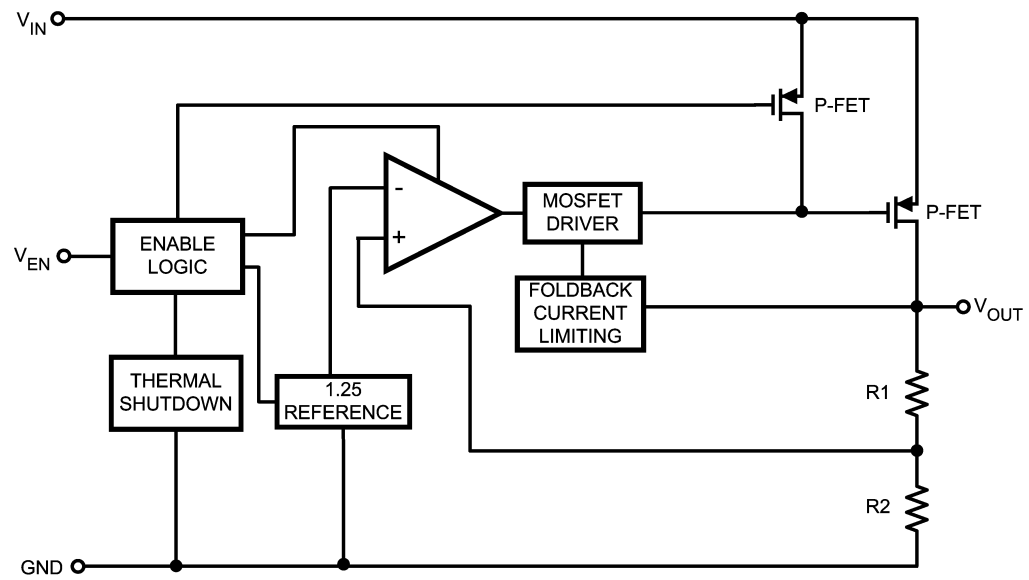 VIN
P-FET
-
MOSFET
DRIVER
P-FET
+
ENABLE
LOGIC
VEN
FOLDBACK
CURRENT
LIMITING
VOUT
THERMAL
SHUTDOWN
1.25
REFERENCE
R1
R2
GND